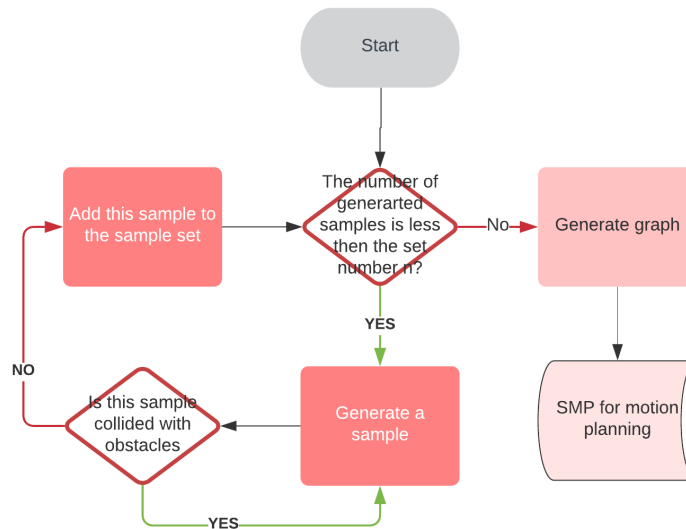 Start
The number of
generarted
samples is less
then the set
number n?
Add this sample to
the sample set
No
Generate graph
YES
NO
Is this sample
collided with
obstacles
Generate a
sample
SMP for motion
planning
YES